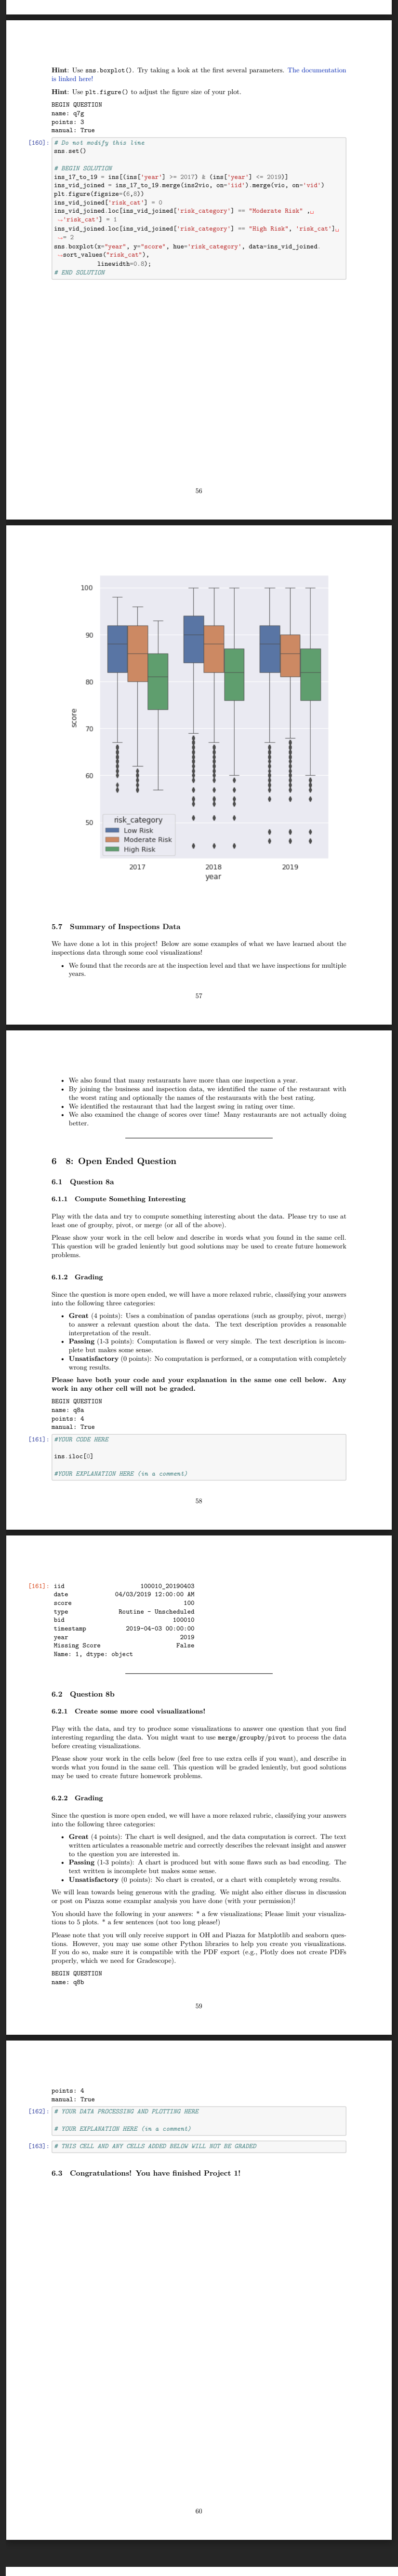 Hint: Use sns.boxplot(). Try taking a look at the first several parameters. The documentation
is linked here!
Hint: Use plt.figure() to adjust the figure size of your plot.
BEGIN QUESTION
name: q7g
points: 3
manual: True
[160]: # Do not modify this line
sns.set()
# BEGIN SOLUTION
ins_17_to_19 = ins[(ins['year'] >= 2017) & (ins['year'] <= 2019)]
ins_vid_joined = ins_17_to_19.merge(ins2vio, on='iid').merge(vio, on='vid')
plt.figure(figsize=(6,8))
ins_vid_joined['risk_cat'] = 0
ins_vid_joined.loc[ins_vid_joined['risk_category'] == "Moderate Risk" ,␣
↪'risk_cat'] = 1
ins_vid_joined.loc[ins_vid_joined['risk_category'] == "High Risk", 'risk_cat']␣
↪= 2
sns.boxplot(x="year", y="score", hue='risk_category', data=ins_vid_joined.
↪sort_values("risk_cat"),
linewidth=0.8);
# END SOLUTION
56
100
90
80
70
60
50
score
risk_category
Low Risk
Moderate Risk
High Risk
2017 2018 2019
year
5.7 Summary of Inspections Data
We have done a lot in this project! Below are some examples of what we have learned about the
inspections data through some cool visualizations!
• We found that the records are at the inspection level and that we have inspections for multiple
years.
57
• We also found that many restaurants have more than one inspection a year.
• By joining the business and inspection data, we identified the name of the restaurant with
the worst rating and optionally the names of the restaurants with the best rating.
• We identified the restaurant that had the largest swing in rating over time.
• We also examined the change of scores over time! Many restaurants are not actually doing
better.
6 8: Open Ended Question
6.1 Question 8a
6.1.1 Compute Something Interesting
Play with the data and try to compute something interesting about the data. Please try to use at
least one of groupby, pivot, or merge (or all of the above).
Please show your work in the cell below and describe in words what you found in the same cell.
This question will be graded leniently but good solutions may be used to create future homework
problems.
6.1.2 Grading
Since the question is more open ended, we will have a more relaxed rubric, classifying your answers
into the following three categories:
• Great (4 points): Uses a combination of pandas operations (such as groupby, pivot, merge)
to answer a relevant question about the data. The text description provides a reasonable
interpretation of the result.
• Passing (1-3 points): Computation is flawed or very simple. The text description is incom-
plete but makes some sense.
• Unsatisfactory (0 points): No computation is performed, or a computation with completely
wrong results.
Please have both your code and your explanation in the same one cell below. Any
work in any other cell will not be graded.
BEGIN QUESTION
name: q8a
points: 4
manual: True
[161]: #YOUR CODE HERE
ins.iloc[0]
#YOUR EXPLANATION HERE (in a comment)
58
[161]: iid 100010_20190403
date 04/03/2019 12:00:00 AM
score 100
type Routine - Unscheduled
bid 100010
timestamp 2019-04-03 00:00:00
year 2019
Missing Score False
Name: 1, dtype: object
6.2 Question 8b
6.2.1 Create some more cool visualizations!
Play with the data, and try to produce some visualizations to answer one question that you find
interesting regarding the data. You might want to use merge/groupby/pivot to process the data
before creating visualizations.
Please show your work in the cells below (feel free to use extra cells if you want), and describe in
words what you found in the same cell. This question will be graded leniently, but good solutions
may be used to create future homework problems.
6.2.2 Grading
Since the question is more open ended, we will have a more relaxed rubric, classifying your answers
into the following three categories:
• Great (4 points): The chart is well designed, and the data computation is correct. The text
written articulates a reasonable metric and correctly describes the relevant insight and answer
to the question you are interested in.
• Passing (1-3 points): A chart is produced but with some flaws such as bad encoding. The
text written is incomplete but makes some sense.
• Unsatisfactory (0 points): No chart is created, or a chart with completely wrong results.
We will lean towards being generous with the grading. We might also either discuss in discussion
or post on Piazza some examplar analysis you have done (with your permission)!
You should have the following in your answers: * a few visualizations; Please limit your visualiza-
tions to 5 plots. * a few sentences (not too long please!)
Please note that you will only receive support in OH and Piazza for Matplotlib and seaborn ques-
tions. However, you may use some other Python libraries to help you create you visualizations.
If you do so, make sure it is compatible with the PDF export (e.g., Plotly does not create PDFs
properly, which we need for Gradescope).
BEGIN QUESTION
name: q8b
59
points: 4
manual: True
[162]: # YOUR DATA PROCESSING AND PLOTTING HERE
# YOUR EXPLANATION HERE (in a comment)
[163]: # THIS CELL AND ANY CELLS ADDED BELOW WILL NOT BE GRADED
6.3 Congratulations! You have finished Project 1!
60